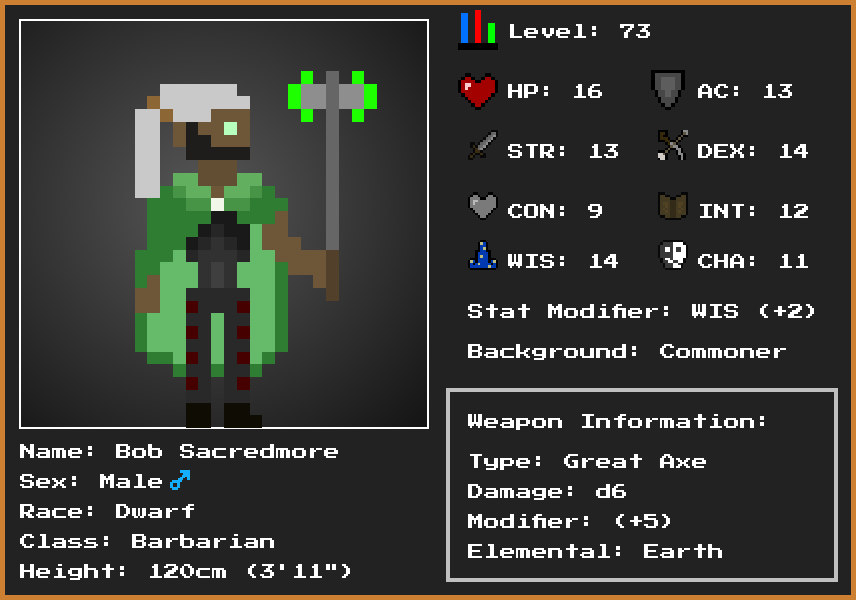 Level: 73
HP: 16 AC: 13
STR: 13 DEX: 14
CON: 9 INT: 12
WIS: 14 CHA: 11
Stat Modifier: WIS (+2)
Background: Commoner
Weapon Information:
Type: Great Axe
Damage: d6
Modifier: (+5)
Elemental: Earth
Name: Bob Sacredmore
Sex: Male ♂
Race: Dwarf
Class: Barbarian
Height: 120cm (3'11")